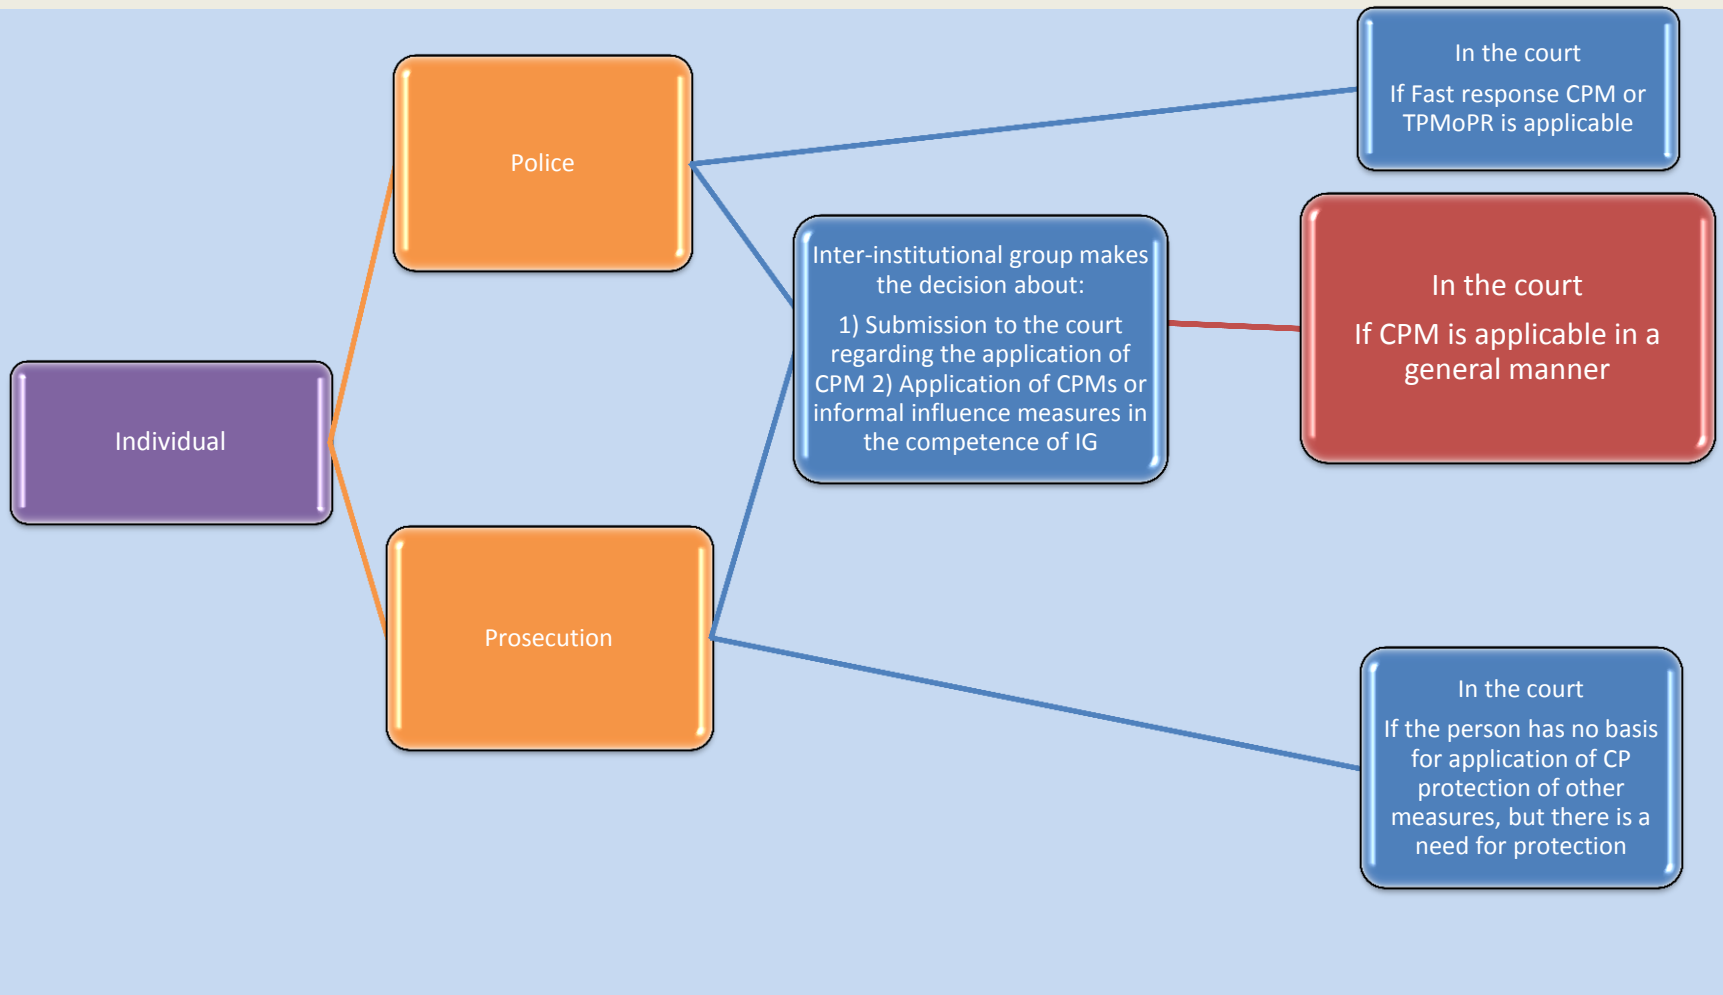 Individual
Police
Prosecution
Inter-institutional group makes
the decision about:
1) Submission to the court
regarding the application of
CPM 2) Application of CPMs or
informal influence measures in
the competence of IG
In the court
If Fast response CPM or
TPMoPR is applicable
In the court
If CPM is applicable in a
general manner
In the court
If the person has no basis
for application of CP
protection of other
measures, but there is a
need for protection